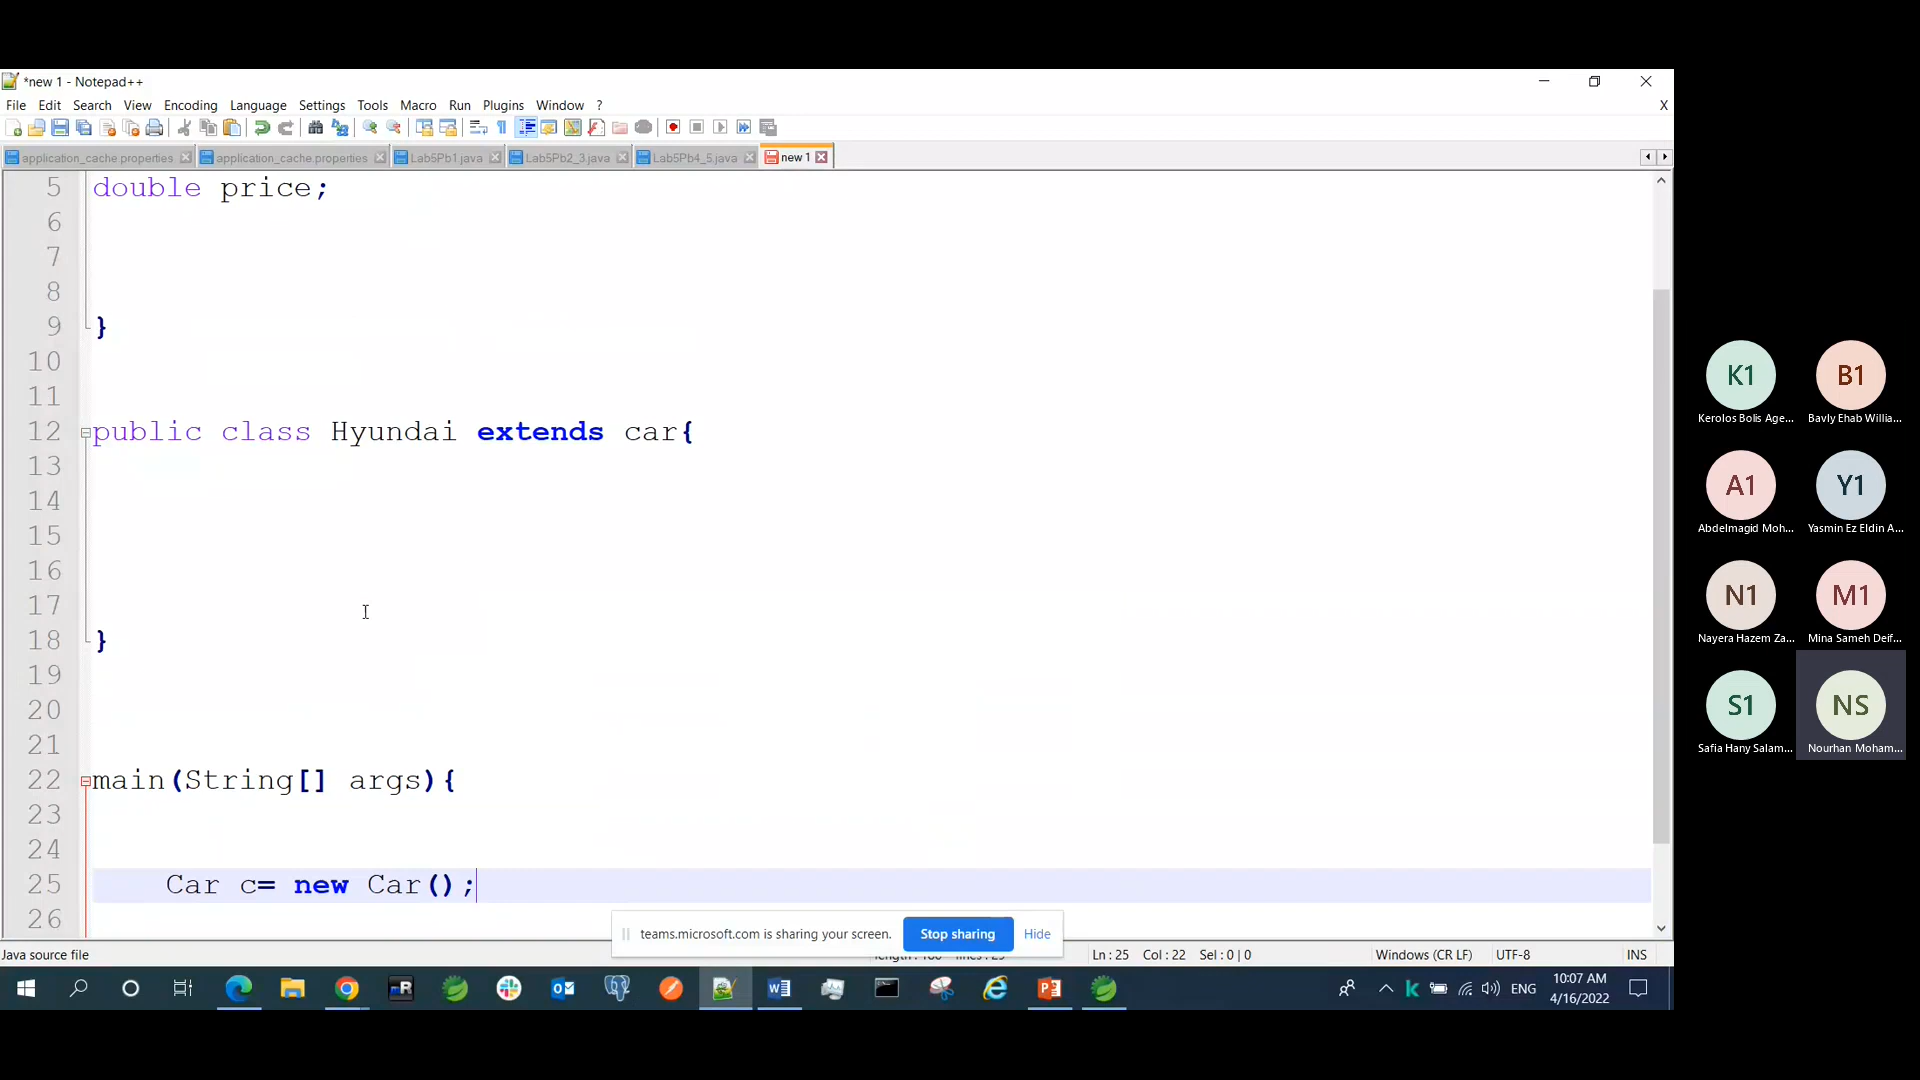 *new 1 - Notepad++
File Edit Search View Encoding Language Settings Tools Macro Run Plugins Window ?
X
application_cache.properties application_cache.properties Lab5Pb1.java Lab5Pb2_3.java Lab5Pb4_5.java new 1
5 double price;
6
7
8
9 }
10
11
12 public class Hyundai extends car{
13
14
15
16
17
18 }
19
20
21
22 main(String[] args){
23
24
25 Car c= new Car();
26
teams.microsoft.com is sharing your screen. Stop sharing Hide
Java source file Ln : 25 Col : 22 Sel : 0 | 0 Windows (CR LF) UTF-8 INS
ENG
10:07 AM
4/16/2022
K1 B1
Kerolos Bolis Age... Bavly Ehab Willia...
A1 Y1
Abdelmagid Moh... Yasmin Ez Eldin A...
N1 M1
Nayera Hazem Za... Mina Sameh Deif...
S1 NS
Safia Hany Salam... Nourhan Moham...